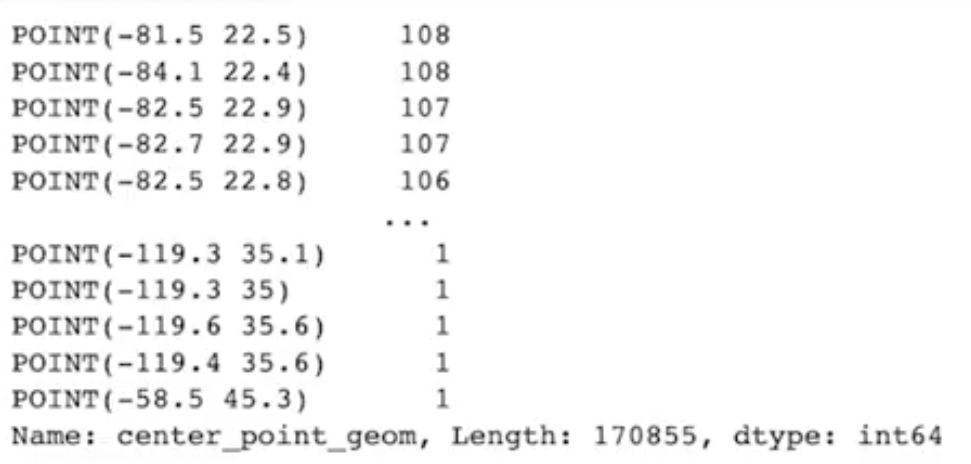 POINT(-81.5 22.5) 108
POINT(-84.1 22.4) 108
POINT(-82.5 22.9) 107
POINT(-82.7 22.9) 107
POINT(-82.5 22.8) 106
...
POINT(-119.3 35.1) 1
POINT(-119.3 35) 1
POINT(-119.6 35.6) 1
POINT(-119.4 35.6) 1
POINT(-58.5 45.3) 1
Name: center_point_geom, Length: 170855, dtype: int64